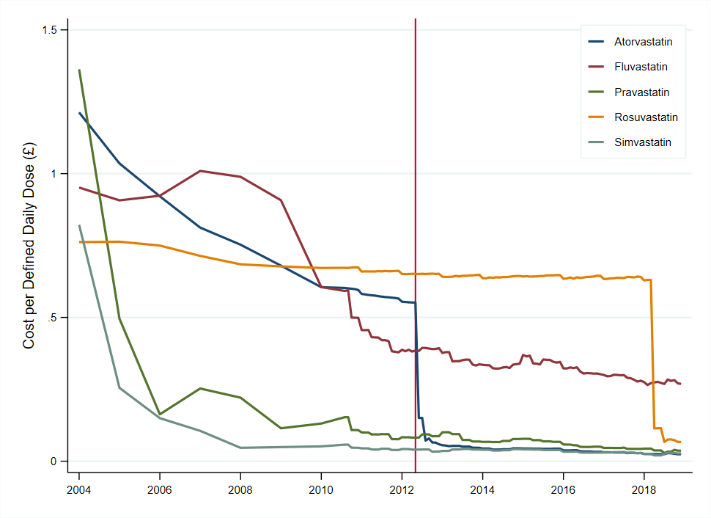 Cost per Defined Daily Dose (£)
1.5
1
.5
0
2004 2006 2008 2010 2012 2014 2016 2018
Atorvastatin
Fluvastatin
Pravastatin
Rosuvastatin
Simvastatin